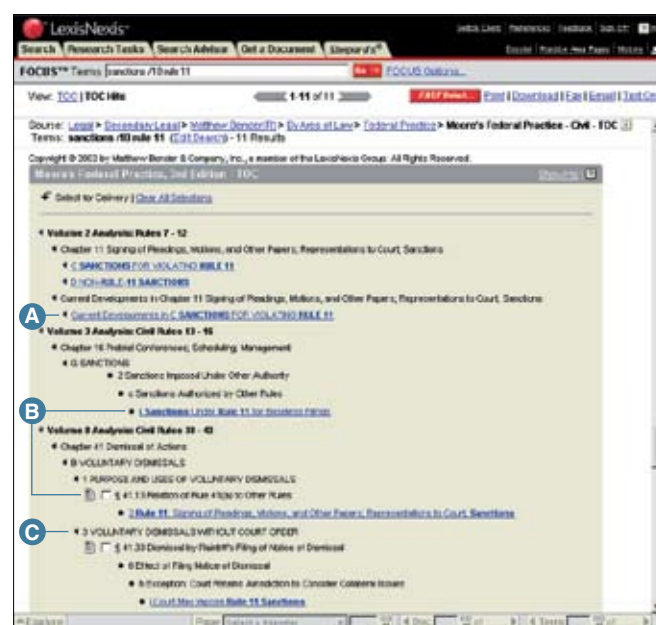 LexisNexis™
Search Research Tasks Search Advisor Get a Document Shepard's®
FOCUS™ Terms sanctions /10 rule 11 Go FOCUS Options...
View: TOC | TOC Hits 1-11 of 11 Print | Download | Fax | Email | Text Only
Source: Legal > Secondary Legal > Matthew Bender(R) > By Area of Law > Federal Practice > Moore's Federal Practice - Civil - TOC
Terms: sanctions /10 rule 11 (Edit Search) - 11 Results
Copyright © 2003 by Matthew Bender & Company, Inc., a member of the LexisNexis Group. All Rights Reserved.
Moore's Federal Practice, 3rd Edition - TOC
Select for Delivery | Clear All Selections
Volume 2 Analysis: Rules 7 - 12
Chapter 11 Signing of Pleadings, Motions, and Other Papers; Representations to Court; Sanctions
C SANCTIONS FOR VIOLATING RULE 11
D NON-RULE 11 SANCTIONS
Current Developments in Chapter 11 Signing of Pleadings, Motions, and Other Papers; Representations to Court; Sanctions
A
Current Developments in C SANCTIONS FOR VIOLATING RULE 11
Volume 3 Analysis: Civil Rules 13 - 16
Chapter 16 Pretrial Conferences; Scheduling; Management
G SANCTIONS
2 Sanctions Imposed Under Other Authority
c Sanctions Authorized by Other Rules
B
i Sanctions Under Rule 11 for Baseless Filings
Volume 8 Analysis: Civil Rules 38 - 43
Chapter 41 Dismissal of Actions
B VOLUNTARY DISMISSALS
1 PURPOSE AND USES OF VOLUNTARY DISMISSALS
§ 41.13 Relation of Rule 41(a) to Other Rules
2 Rule 11, Signing of Pleadings, Motions, and Other Papers; Representations to Court; Sanctions
C
3 VOLUNTARY DISMISSALS WITHOUT COURT ORDER
§ 41.33 Dismissal by Plaintiff's Filing of Notice of Dismissal
6 Effect of Filing Notice of Dismissal
b Exception: Court Retains Jurisdiction to Consider Collateral Issues
i Court May Impose Rule 11 Sanctions